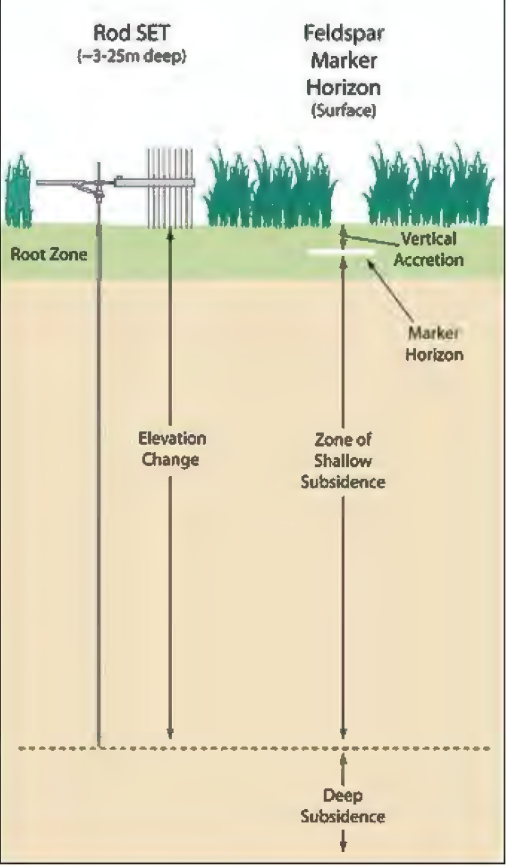 Rod SET
(~3-25m deep)
Feldspar
Marker
Horizon
(Surface)
Root Zone
Vertical
Accretion
Marker
Horizon
Elevation
Change
Zone of
Shallow
Subsidence
Deep
Subsidence